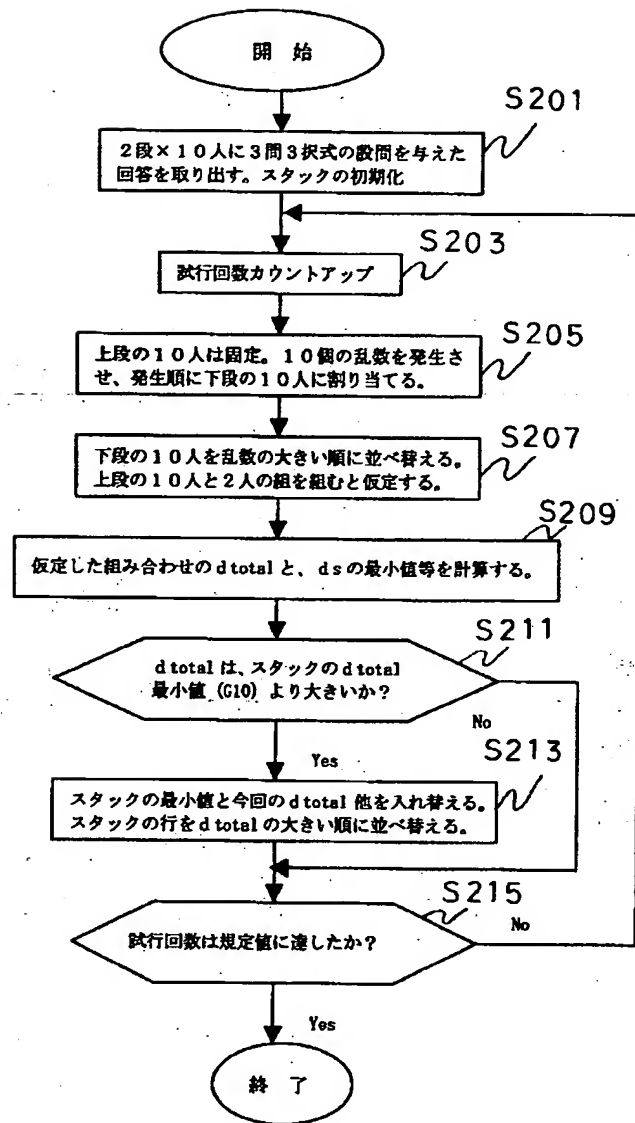 開 始
S201
2段×10人に3問3択式の設問を与えた
回答を取り出す。スタックの初期化
S203
試行回数カウントアップ
S205
上段の10人は固定。10個の乱数を発生さ
せ、発生順に下段の10人に割り当てる。
S207
下段の10人を乱数の大きい順に並べ替える。
上段の10人と2人の組を組むと仮定する。
S209
仮定した組み合わせのdtotalと、dsの最小値等を計算する。
S211
dtotalは、スタックのdtotal
最小値 (G10) より大きいか?
No
Yes
S213
スタックの最小値と今回のdtotal他を入れ替える。
スタックの行をdtotalの大きい順に並べ替える。
S215
試行回数は規定値に達したか?
No
Yes
終 了